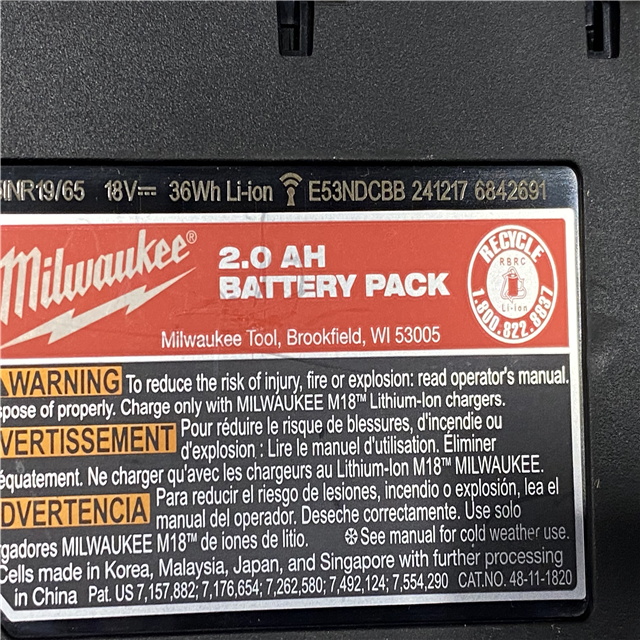 INR19/65 18V⎓ 36Wh Li-ion E53NDCBB 241217 6842691
Milwaukee®
2.0 AH
BATTERY PACK
Milwaukee Tool, Brookfield, WI 53005
RECYCLE
RBRC
Li-Ion
1.800.822.8837
WARNING To reduce the risk of injury, fire or explosion: read operator's manual.
spose of properly. Charge only with MILWAUKEE M18™ Lithium-Ion chargers.
VERTISSEMENT Pour réduire le risque de blessures, d'incendie ou
d'explosion : Lire le manuel d'utilisation. Éliminer
équatement. Ne charger qu'avec les chargeurs au Lithium-Ion M18™ MILWAUKEE.
DVERTENCIA Para reducir el riesgo de lesiones, incendio o explosión, lea el
manual del operador. Deseche correctamente. Use solo
rgadores MILWAUKEE M18™ de iones de litio. ❄See manual for cold weather use.
Cells made in Korea, Malaysia, Japan, and Singapore with further processing
in China Pat. US 7,157,882; 7,176,654; 7,262,580; 7,492,124; 7,554,290 CAT.NO. 48-11-1820